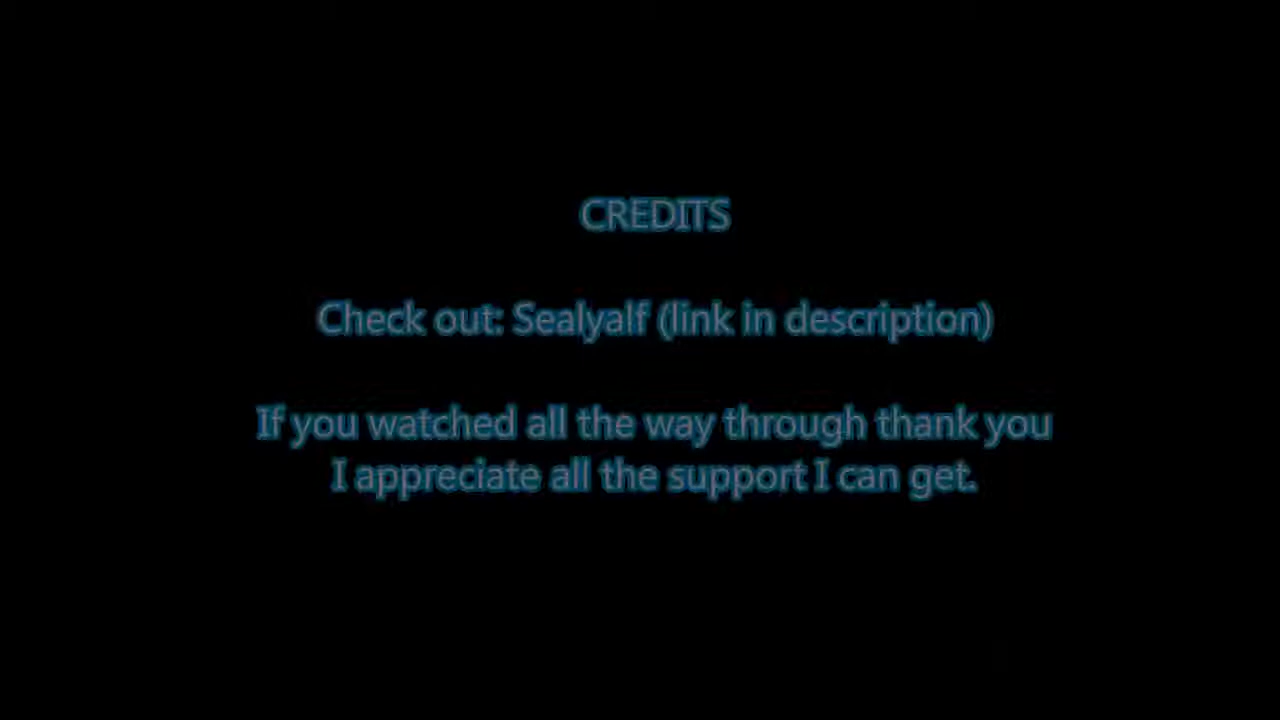 CREDITS
Check out: Sealyalf (link in description)
If you watched all the way through thank you
I appreciate all the support I can get.